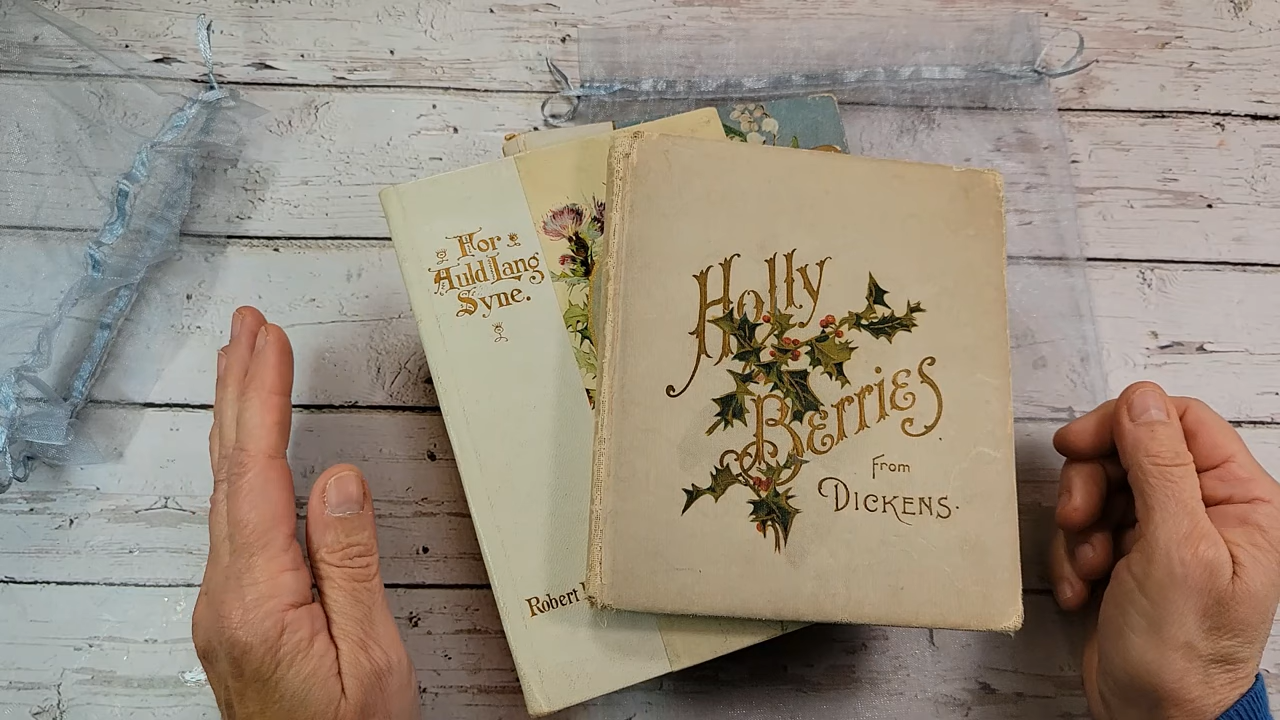 For
Auld Lang
Syne.
Robert
Holly
Berries
From
DICKENS.